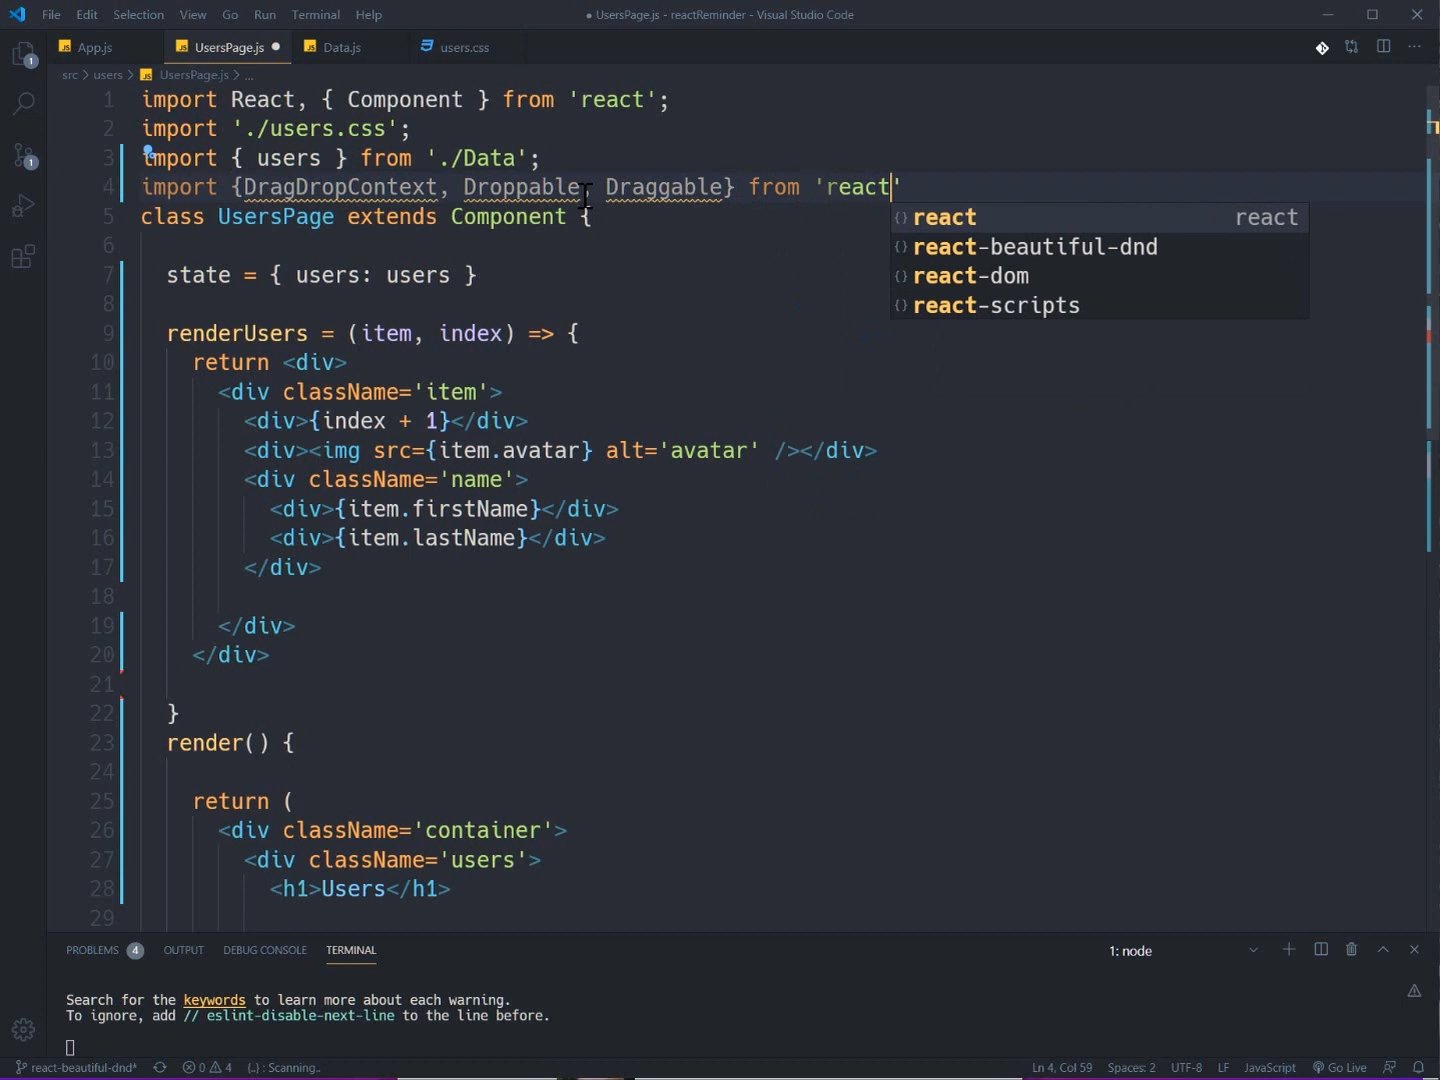 File Edit Selection View Go Run Terminal Help ● UsersPage.js - reactReminder - Visual Studio Code
JS App.js JS UsersPage.js ● JS Data.js users.css
src > users > JS UsersPage.js > ...
1 import React, { Component } from 'react';
2 import './users.css';
3 import { users } from './Data';
4 import {DragDropContext, Droppable, Draggable} from 'react'
5 class UsersPage extends Component {
6
7 state = { users: users }
8
9 renderUsers = (item, index) => {
10 return <div>
11 <div className='item'>
12 <div>{index + 1}</div>
13 <div><img src={item.avatar} alt='avatar' /></div>
14 <div className='name'>
15 <div>{item.firstName}</div>
16 <div>{item.lastName}</div>
17 </div>
18
19 </div>
20 </div>
21
22 }
23 render() {
24
25 return (
26 <div className='container'>
27 <div className='users'>
28 <h1>Users</h1>
29
{} react react
{} react-beautiful-dnd
{} react-dom
{} react-scripts
1
1
PROBLEMS 4 OUTPUT DEBUG CONSOLE TERMINAL 1: node
Search for the keywords to learn more about each warning.
To ignore, add // eslint-disable-next-line to the line before.
react-beautiful-dnd* 0 4 {..} : Scanning.. Ln 4, Col 59 Spaces: 2 UTF-8 LF JavaScript Go Live